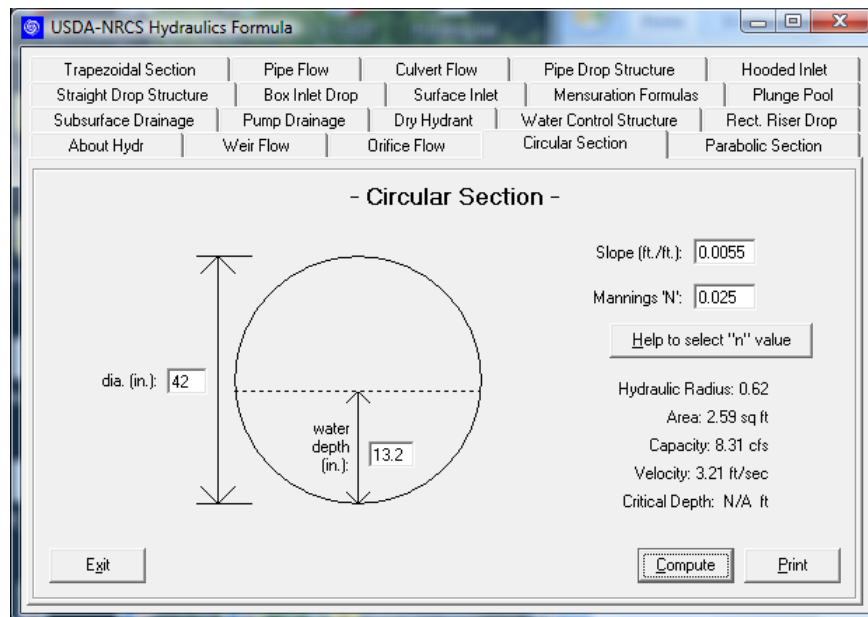 USDA-NRCS Hydraulics Formula
Trapezoidal Section Pipe Flow Culvert Flow Pipe Drop Structure Hooded Inlet
Straight Drop Structure Box Inlet Drop Surface Inlet Mensuration Formulas Plunge Pool
Subsurface Drainage Pump Drainage Dry Hydrant Water Control Structure Rect. Riser Drop
About Hydr Weir Flow Orifice Flow Circular Section Parabolic Section
- Circular Section -
Slope (ft./ft.): 0.0055
Mannings 'N': 0.025
Help to select "n" value
dia. (in.): 42
water
depth
(in.): 13.2
Hydraulic Radius: 0.62
Area: 2.59 sq ft
Capacity: 8.31 cfs
Velocity: 3.21 ft/sec
Critical Depth: N/A ft
Exit Compute Print